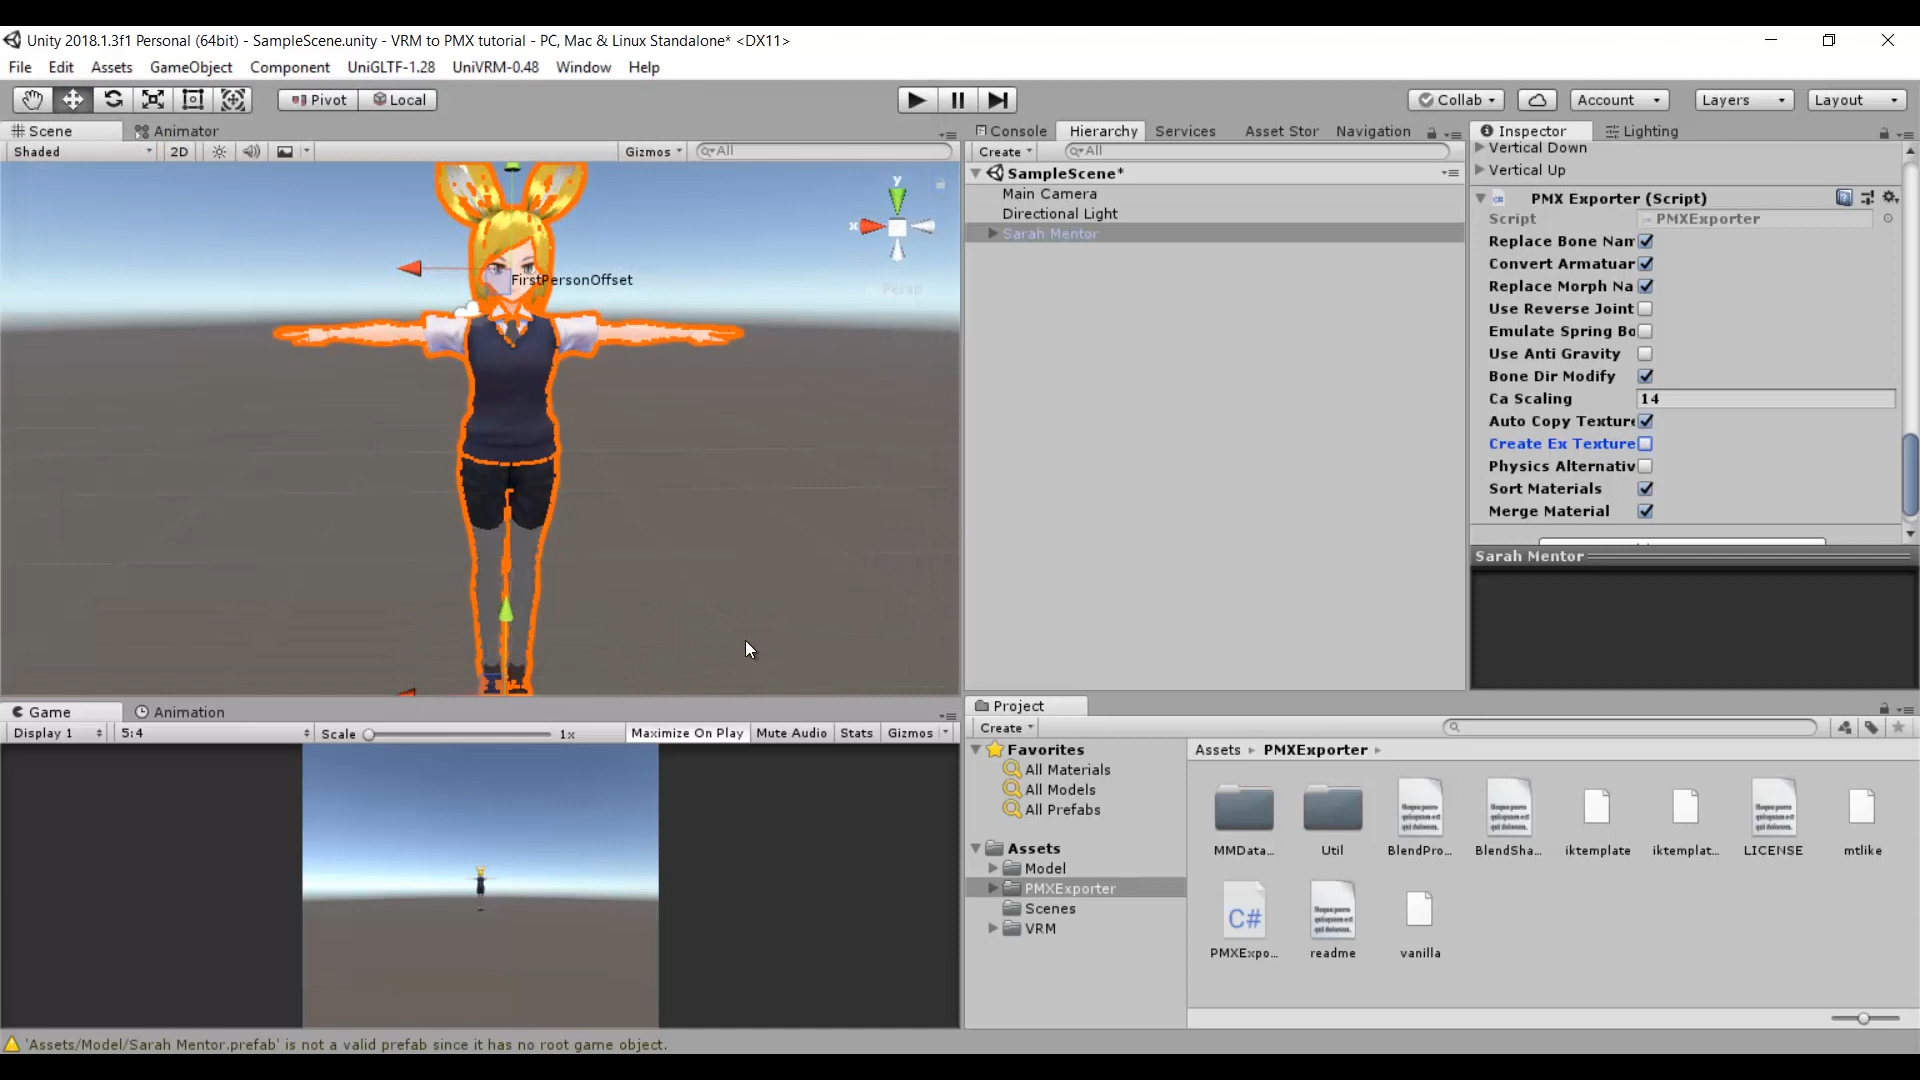 Unity 2018.1.3f1 Personal (64bit) - SampleScene.unity - VRM to PMX tutorial - PC, Mac & Linux Standalone* <DX11>
File Edit Assets GameObject Component UniGLTF-1.28 UniVRM-0.48 Window Help
Pivot Local Collab Account Layers Layout
Scene Animator
Shaded 2D Gizmos All
y
x
Persp
FirstPersonOffset
Console Hierarchy Services Asset Stor Navigation
Create All
SampleScene*
Main Camera
Directional Light
Sarah Mentor
Inspector Lighting
Vertical Down
Vertical Up
PMX Exporter (Script)
Script PMXExporter
Replace Bone Nam
Convert Armatuar
Replace Morph Na
Use Reverse Joint
Emulate Spring Bo
Use Anti Gravity
Bone Dir Modify
Ca Scaling 14
Auto Copy Texture
Create Ex Texture
Physics Alternativ
Sort Materials
Merge Material
Sarah Mentor
Game Animation
Display 1 5:4 Scale 1x Maximize On Play Mute Audio Stats Gizmos
Project
Create
Favorites
All Materials
All Models
All Prefabs
Assets
Model
PMXExporter
Scenes
VRM
Assets PMXExporter
MMData... Util BlendPro... BlendSha... iktemplate iktemplat... LICENSE mtlike
C#
PMXExpo... readme vanilla
'Assets/Model/Sarah Mentor.prefab' is not a valid prefab since it has no root game object.